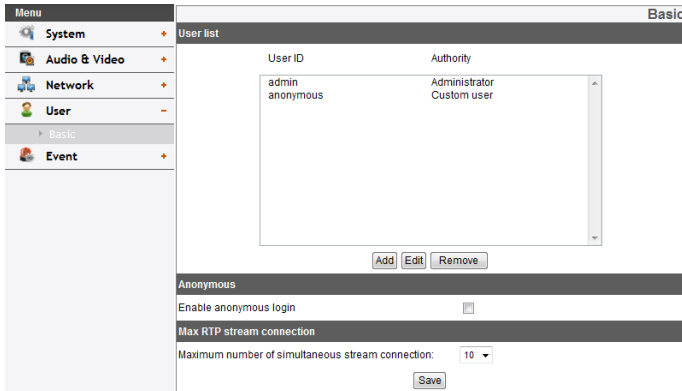 Menu
Basic
System +
User list
Audio & Video +
User ID Authority
Network +
admin Administrator
anonymous Custom user
User -
Basic
Event +
Add Edit Remove
Anonymous
Enable anonymous login
Max RTP stream connection
Maximum number of simultaneous stream connection: 10
Save